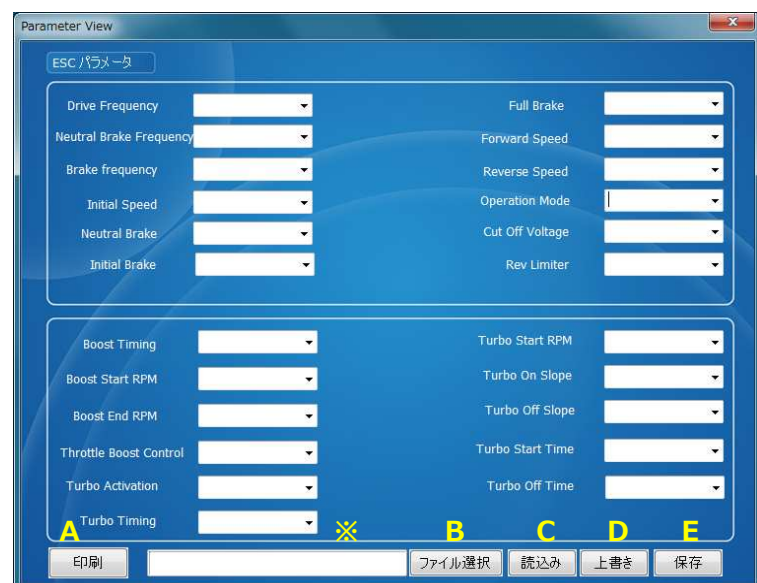 Parameter View
ESC パラメータ
Drive Frequency
Full Brake
Neutral Brake Frequency
Forward Speed
Brake frequency
Reverse Speed
Initial Speed
Operation Mode
Neutral Brake
Cut Off Voltage
Initial Brake
Rev Limiter
Boost Timing
Turbo Start RPM
Boost Start RPM
Turbo On Slope
Boost End RPM
Turbo Off Slope
Throttle Boost Control
Turbo Start Time
Turbo Activation
Turbo Off Time
Turbo Timing
A ※ B C D E
印刷 ファイル選択 読込み 上書き 保存